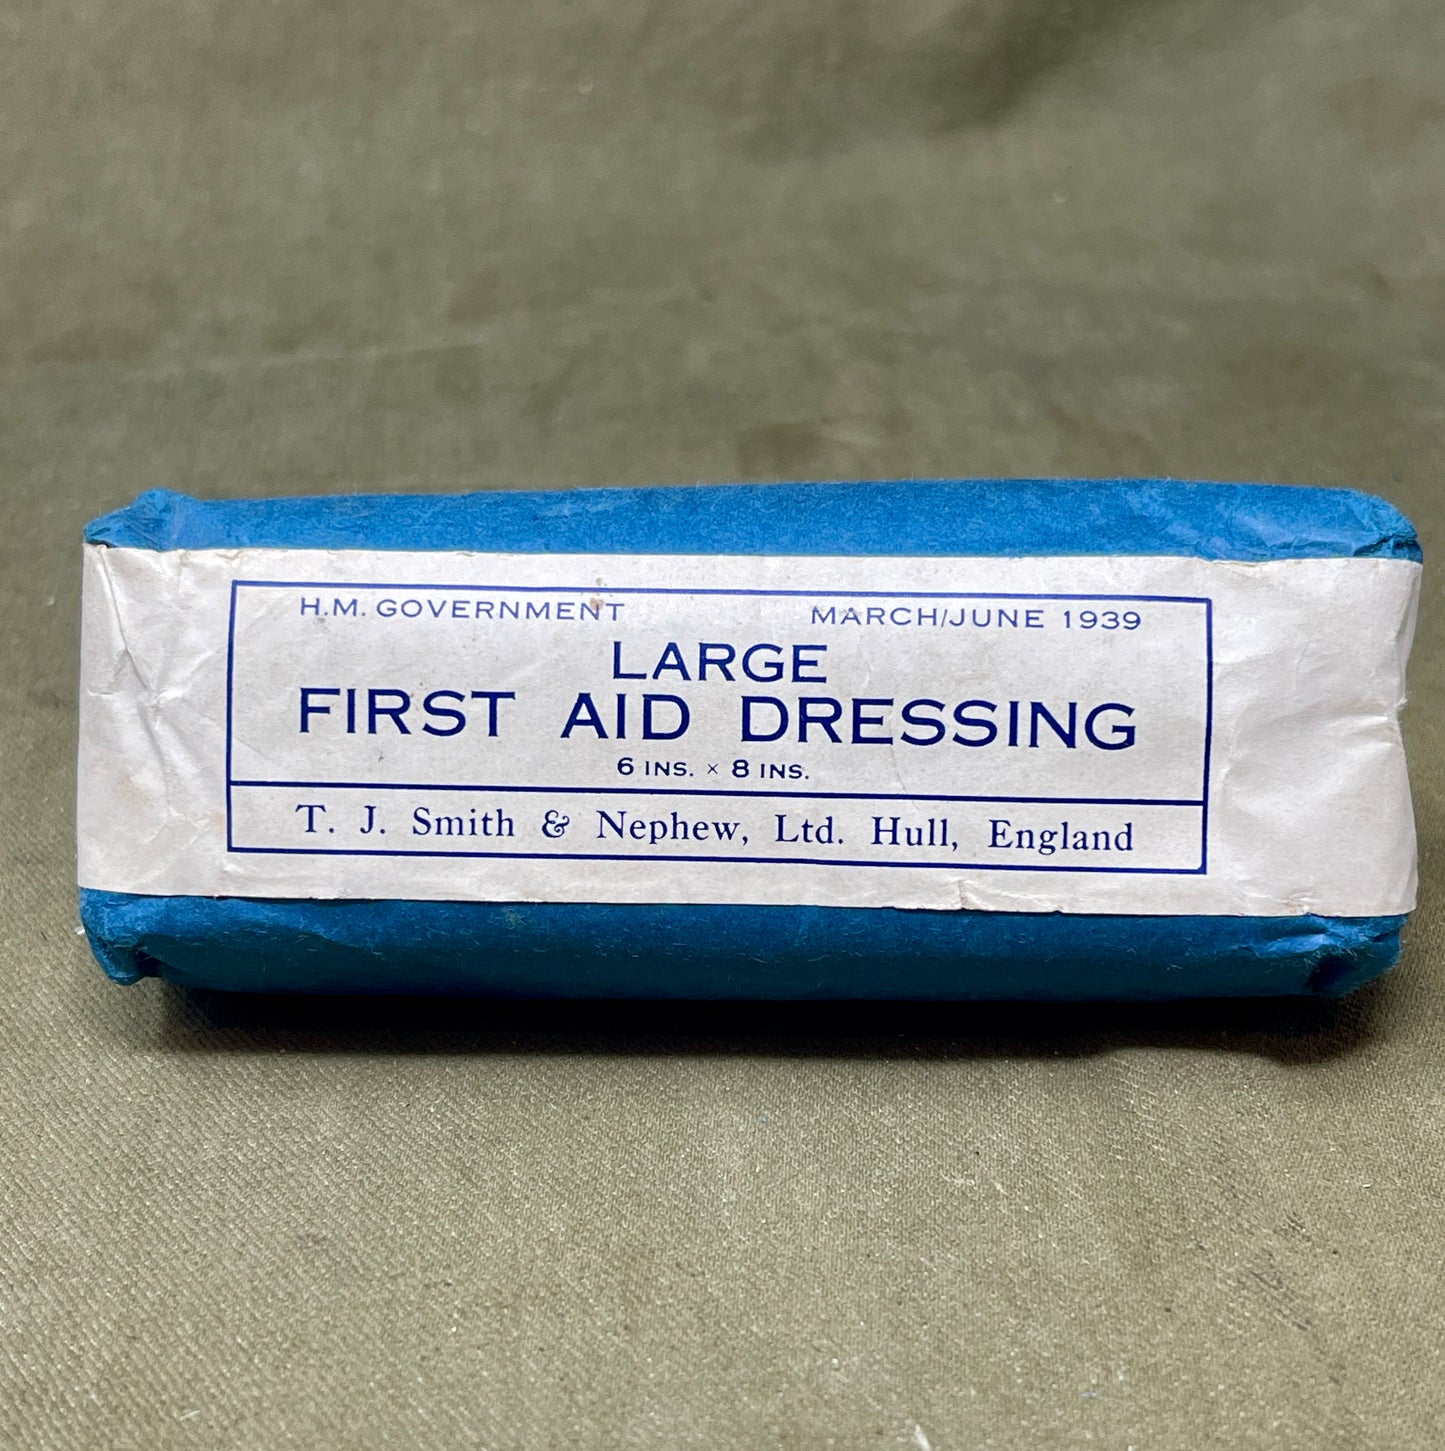 H.M. GOVERNMENT MARCH/JUNE 1939
LARGE
FIRST AID DRESSING
6 INS. × 8 INS.
T. J. Smith & Nephew, Ltd. Hull, England